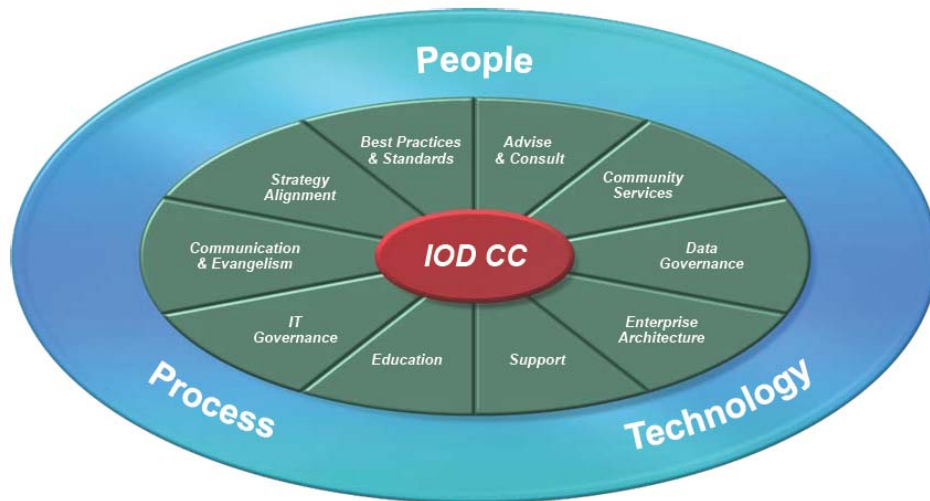 People
Best Practices
& Standards
Advise
& Consult
Strategy
Alignment
Community
Services
Communication
& Evangelism
IOD CC
Data
Governance
IT
Governance
Enterprise
Architecture
Education
Support
Process
Technology